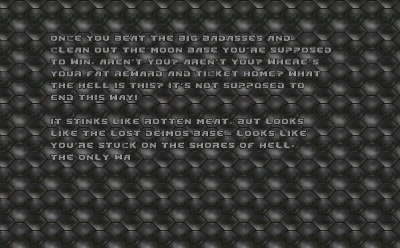 ONCE YOU BEAT THE BIG BADASSES AND
CLEAN OUT THE MOON BASE YOU'RE SUPPOSED
TO WIN, AREN'T YOU? AREN'T YOU? WHERE'S
YOUR FAT REWARD AND TICKET HOME? WHAT
THE HELL IS THIS? IT'S NOT SUPPOSED TO
END THIS WAY!

IT STINKS LIKE ROTTEN MEAT, BUT LOOKS
LIKE THE LOST DEIMOS BASE. LOOKS LIKE
YOU'RE STUCK ON THE SHORES OF HELL.
THE ONLY WA